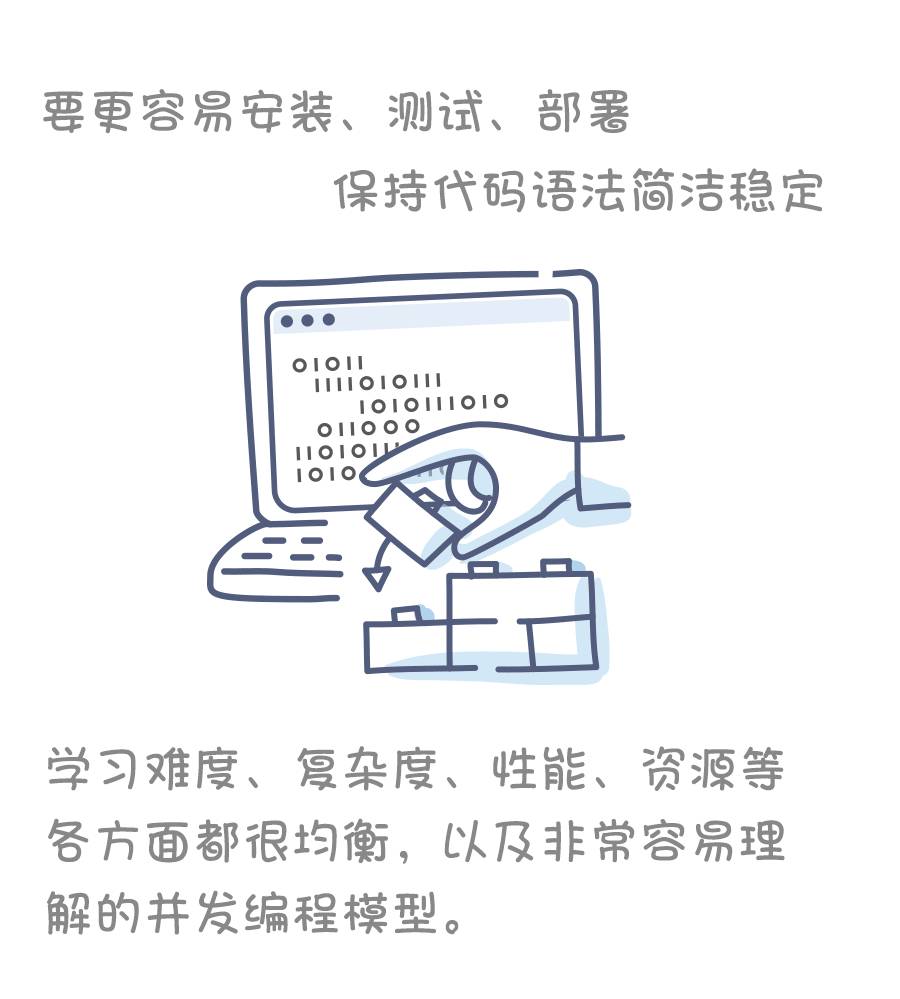 要更容易安装、测试、部署
保持代码语法简洁稳定
01011
1111010111
10101111010
011000
学习难度、复杂度、性能、资源等
各方面都很均衡，以及非常容易理
解的并发编程模型。